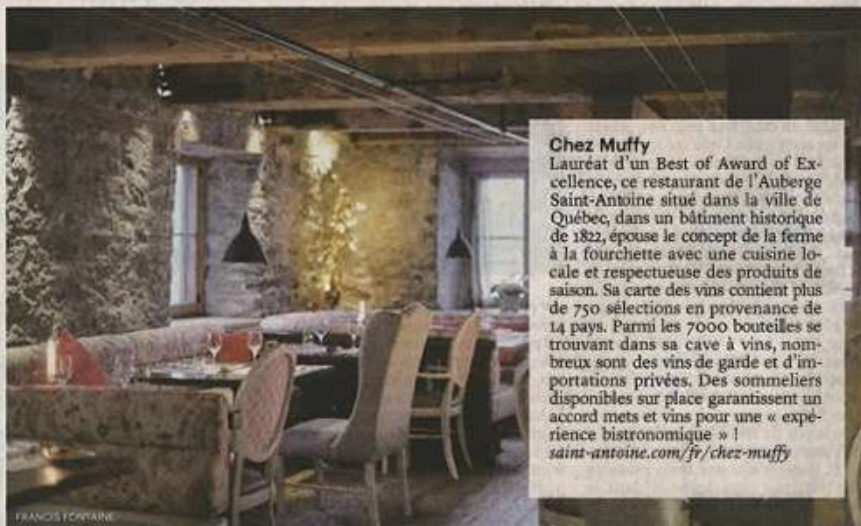 Chez Muffy
Lauréat d'un Best of Award of Ex-
cellence, ce restaurant de l'Auberge
Saint-Antoine situé dans la ville de
Québec, dans un bâtiment historique
de 1822, épouse le concept de la ferme
à la fourchette avec une cuisine lo-
cale et respectueuse des produits de
saison. Sa carte des vins contient plus
de 750 sélections en provenance de
14 pays. Parmi les 7000 bouteilles se
trouvant dans sa cave à vins, nom-
breux sont des vins de garde et d'im-
portations privées. Des sommeliers
disponibles sur place garantissent un
accord mets et vins pour une « expé-
rience bistronomique » !
saint-antoine.com/fr/chez-muffy
FRANCIS FONTAINE